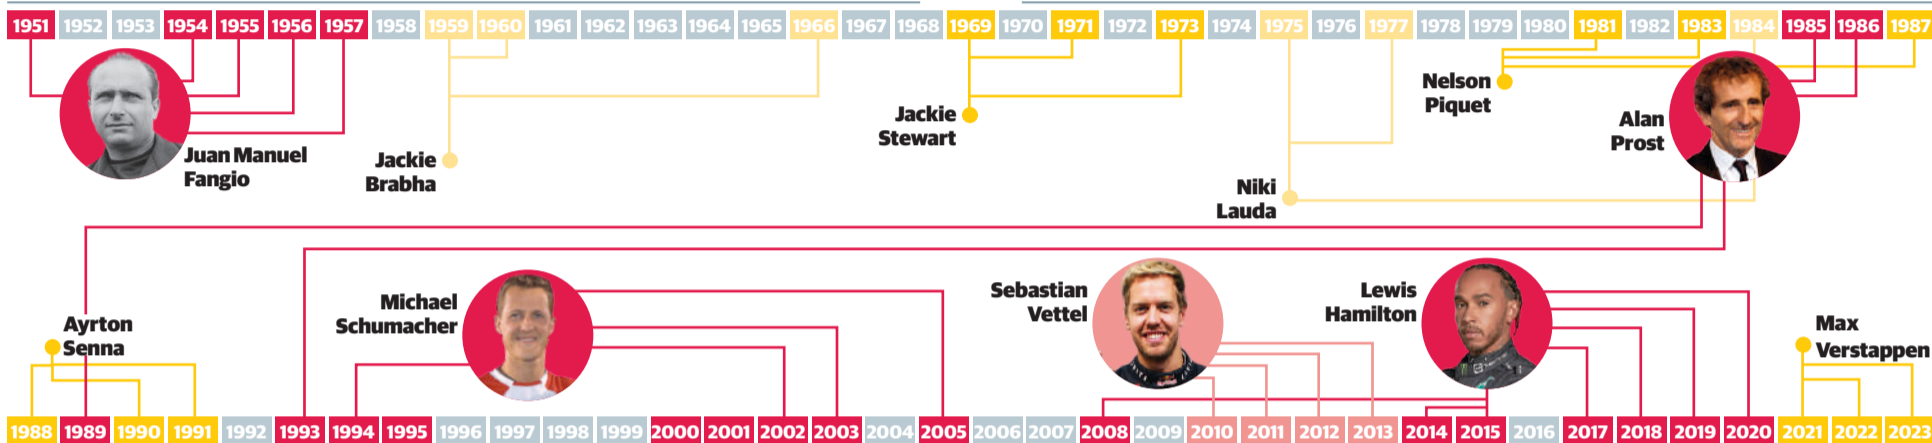 1951 1952 1953 1954 1955 1956 1957 1958 1959 1960 1961 1962 1963 1964 1965 1966 1967 1968 1969 1970 1971 1972 1973 1974 1975 1976 1977 1978 1979 1980 1981 1982 1983 1984 1985 1986 1987
Juan Manuel
Fangio
Jackie
Brabha
Jackie
Stewart
Niki
Lauda
Nelson
Piquet
Alan
Prost
Ayrton
Senna
Michael
Schumacher
Sebastian
Vettel
Lewis
Hamilton
Max
Verstappen
1988 1989 1990 1991 1992 1993 1994 1995 1996 1997 1998 1999 2000 2001 2002 2003 2004 2005 2006 2007 2008 2009 2010 2011 2012 2013 2014 2015 2016 2017 2018 2019 2020 2021 2022 2023